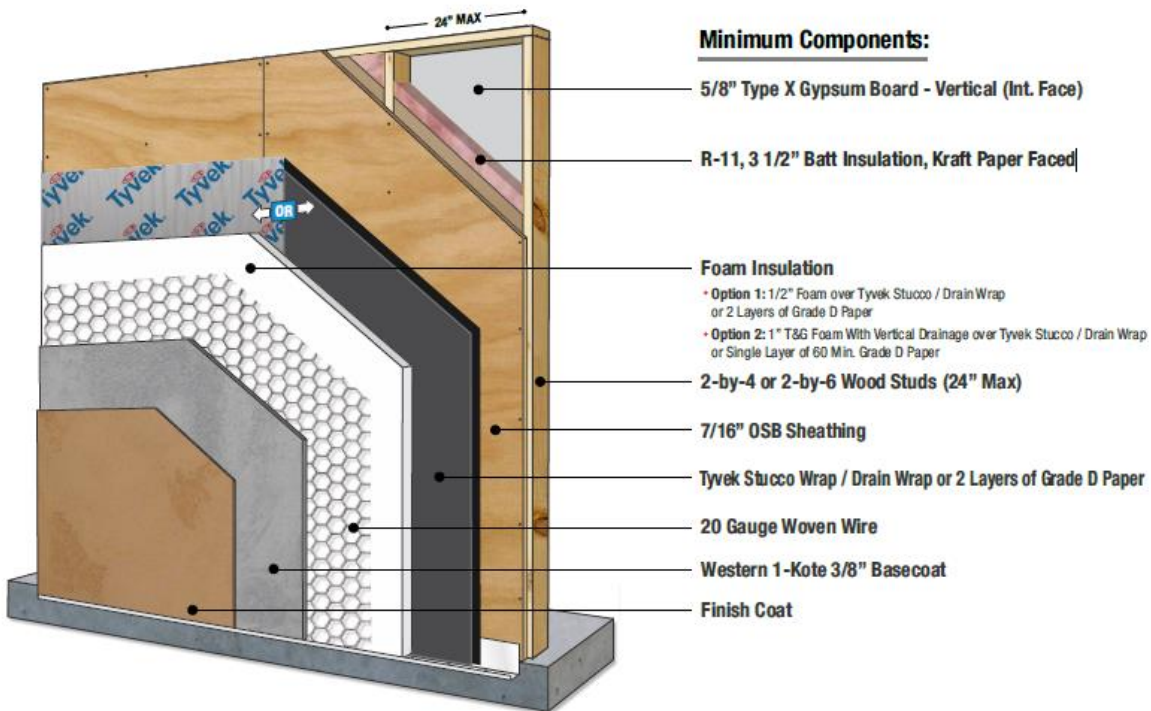 24” MAX
Minimum Components:
5/8” Type X Gypsum Board - Vertical (Int. Face)
R-11, 3 1/2” Batt Insulation, Kraft Paper Faced
Tyvek Tyvek Tyvek Tyvek
Tyvek Tyvek Tyvek
OR
Foam Insulation
• Option 1: 1/2” Foam over Tyvek Stucco / Drain Wrap
or 2 Layers of Grade D Paper
• Option 2: 1” T&G Foam With Vertical Drainage over Tyvek Stucco / Drain Wrap
or Single Layer of 60 Min. Grade D Paper
2-by-4 or 2-by-6 Wood Studs (24” Max)
7/16” OSB Sheathing
Tyvek Stucco Wrap / Drain Wrap or 2 Layers of Grade D Paper
20 Gauge Woven Wire
Western 1-Kote 3/8” Basecoat
Finish Coat